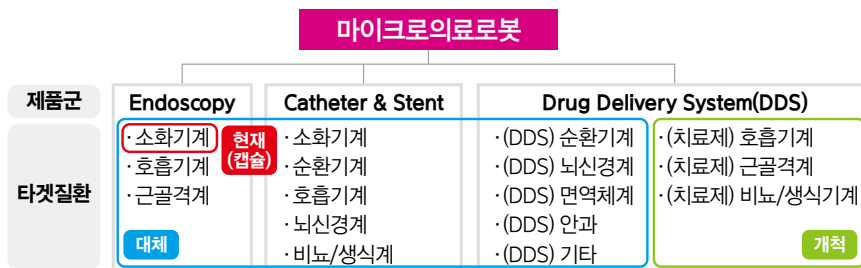 마이크로의료로봇
제품군
Endoscopy
Catheter & Stent
Drug Delivery System(DDS)
타겟질환
·소화기계
·호흡기계
·근골격계
현재
(캡슐)
대체
·소화기계
·순환기계
·호흡기계
·뇌신경계
·비뇨/생식계
·(DDS) 순환기계
·(DDS) 뇌신경계
·(DDS) 면역체계
·(DDS) 안과
·(DDS) 기타
·(치료제) 호흡기계
·(치료제) 근골격계
·(치료제) 비뇨/생식기계
개척